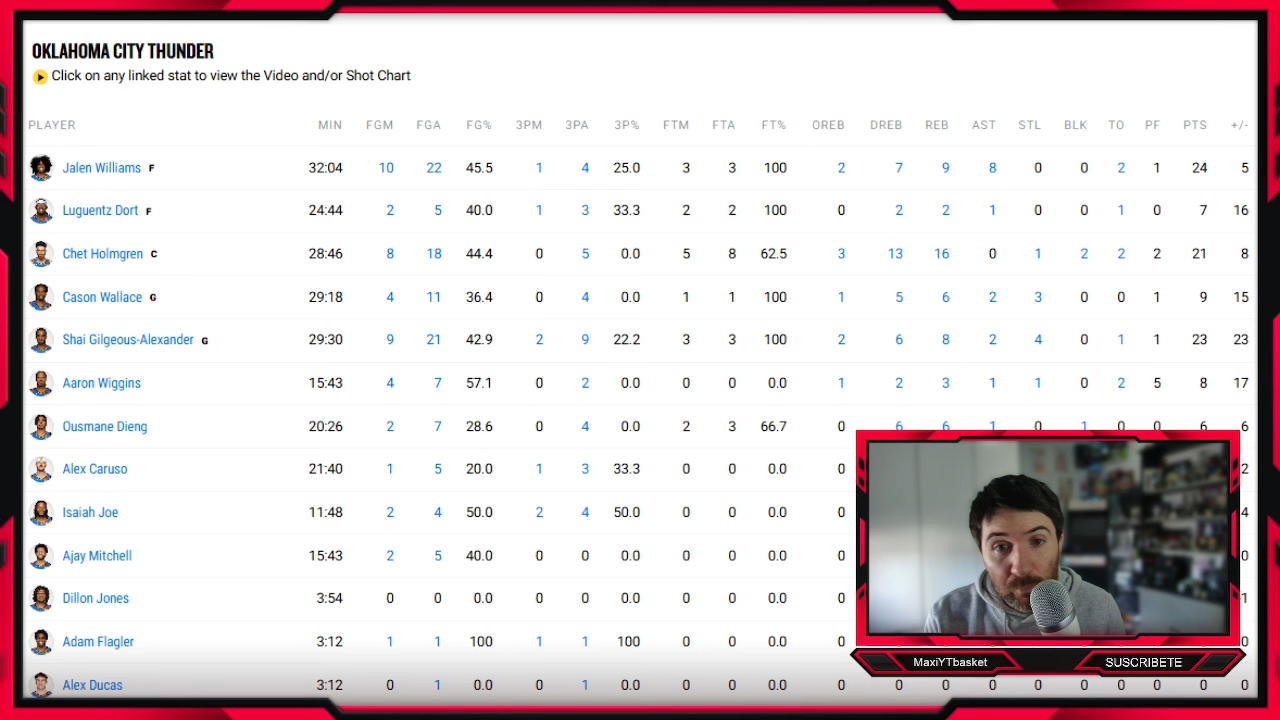 OKLAHOMA CITY THUNDER
Click on any linked stat to view the Video and/or Shot Chart
PLAYER MIN FGM FGA FG% 3PM 3PA 3P% FTM FTA FT% OREB DREB REB AST STL BLK TO PF PTS +/-
Jalen Williams F 32:04 10 22 45.5 1 4 25.0 3 3 100 2 7 9 8 0 0 2 1 24 5
Luguentz Dort F 24:44 2 5 40.0 1 3 33.3 2 2 100 0 2 2 1 0 0 1 0 7 16
Chet Holmgren C 28:46 8 18 44.4 0 5 0.0 5 8 62.5 3 13 16 0 1 2 2 2 21 8
Cason Wallace G 29:18 4 11 36.4 0 4 0.0 1 1 100 1 5 6 2 3 0 0 1 9 15
Shai Gilgeous-Alexander G 29:30 9 21 42.9 2 9 22.2 3 3 100 2 6 8 2 4 0 1 1 23 23
Aaron Wiggins 15:43 4 7 57.1 0 2 0.0 0 0 0.0 1 2 3 1 1 0 2 5 8 17
Ousmane Dieng 20:26 2 7 28.6 0 4 0.0 2 3 66.7 0 6 6 1 0 1 0 0 6 6
Alex Caruso 21:40 1 5 20.0 1 3 33.3 0 0 0.0 0 2
Isaiah Joe 11:48 2 4 50.0 2 4 50.0 0 0 0.0 0 4
Ajay Mitchell 15:43 2 5 40.0 0 0 0.0 0 0 0.0 0 0
Dillon Jones 3:54 0 0 0.0 0 0 0.0 0 0 0.0 0 1
Adam Flagler 3:12 1 1 100 1 1 100 0 0 0.0 0 0
Alex Ducas 3:12 0 1 0.0 0 1 0.0 0 0 0.0 0 0 0 0 0 0 0 0 0 0
MaxiYTbasket
SUSCRIBETE